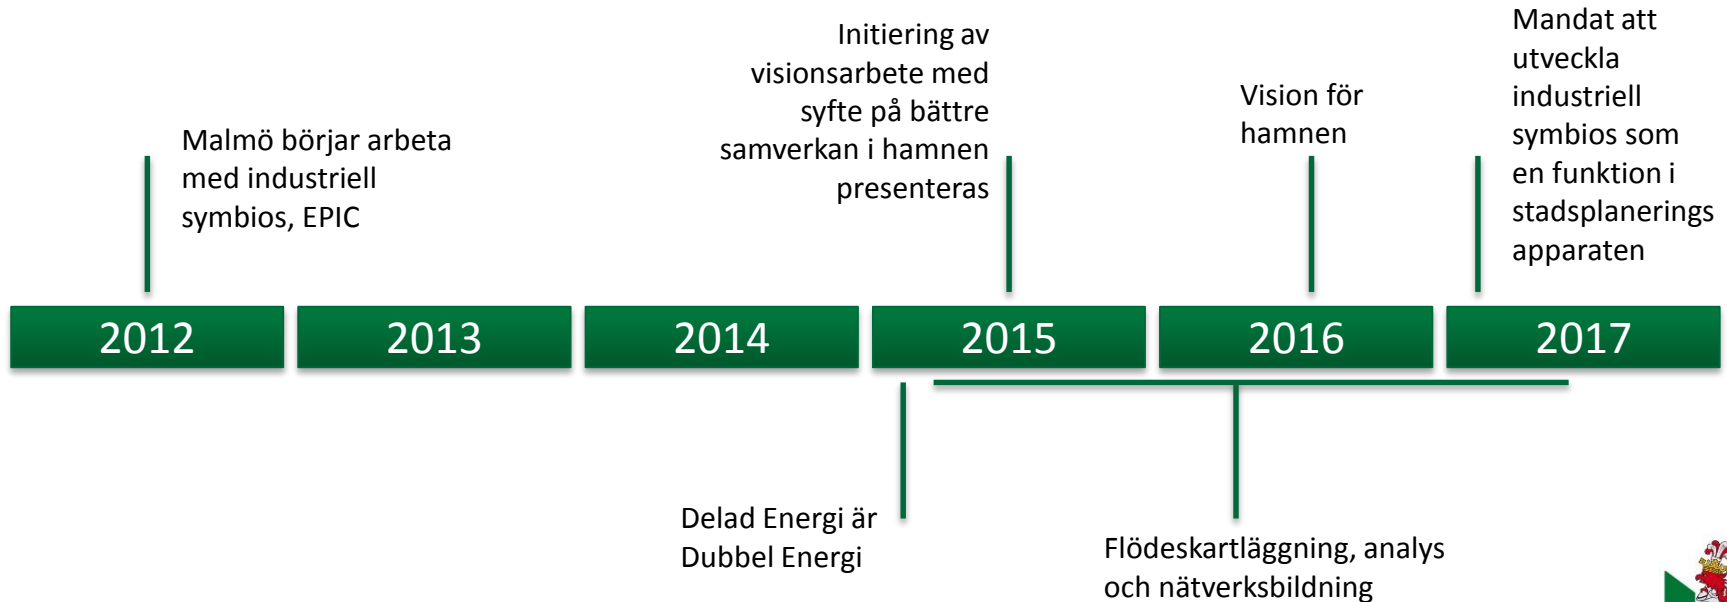 Malmö börjar arbeta
med industriell
symbios, EPIC
Initiering av
visionsarbete med
syfte på bättre
samverkan i hamnen
presenteras
Vision för
hamnen
Mandat att
utveckla
industriell
symbios som
en funktion i
stadsplanerings
apparaten
2012
2013
2014
2015
2016
2017
Delad Energi är
Dubbel Energi
Flödeskartläggning, analys
och nätverksbildning